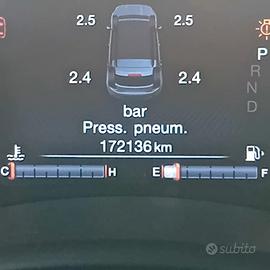 2.5 2.5
P
R
2.4 2.4
N
D
bar
Press. pneum.
172136 km
C H E F
subito